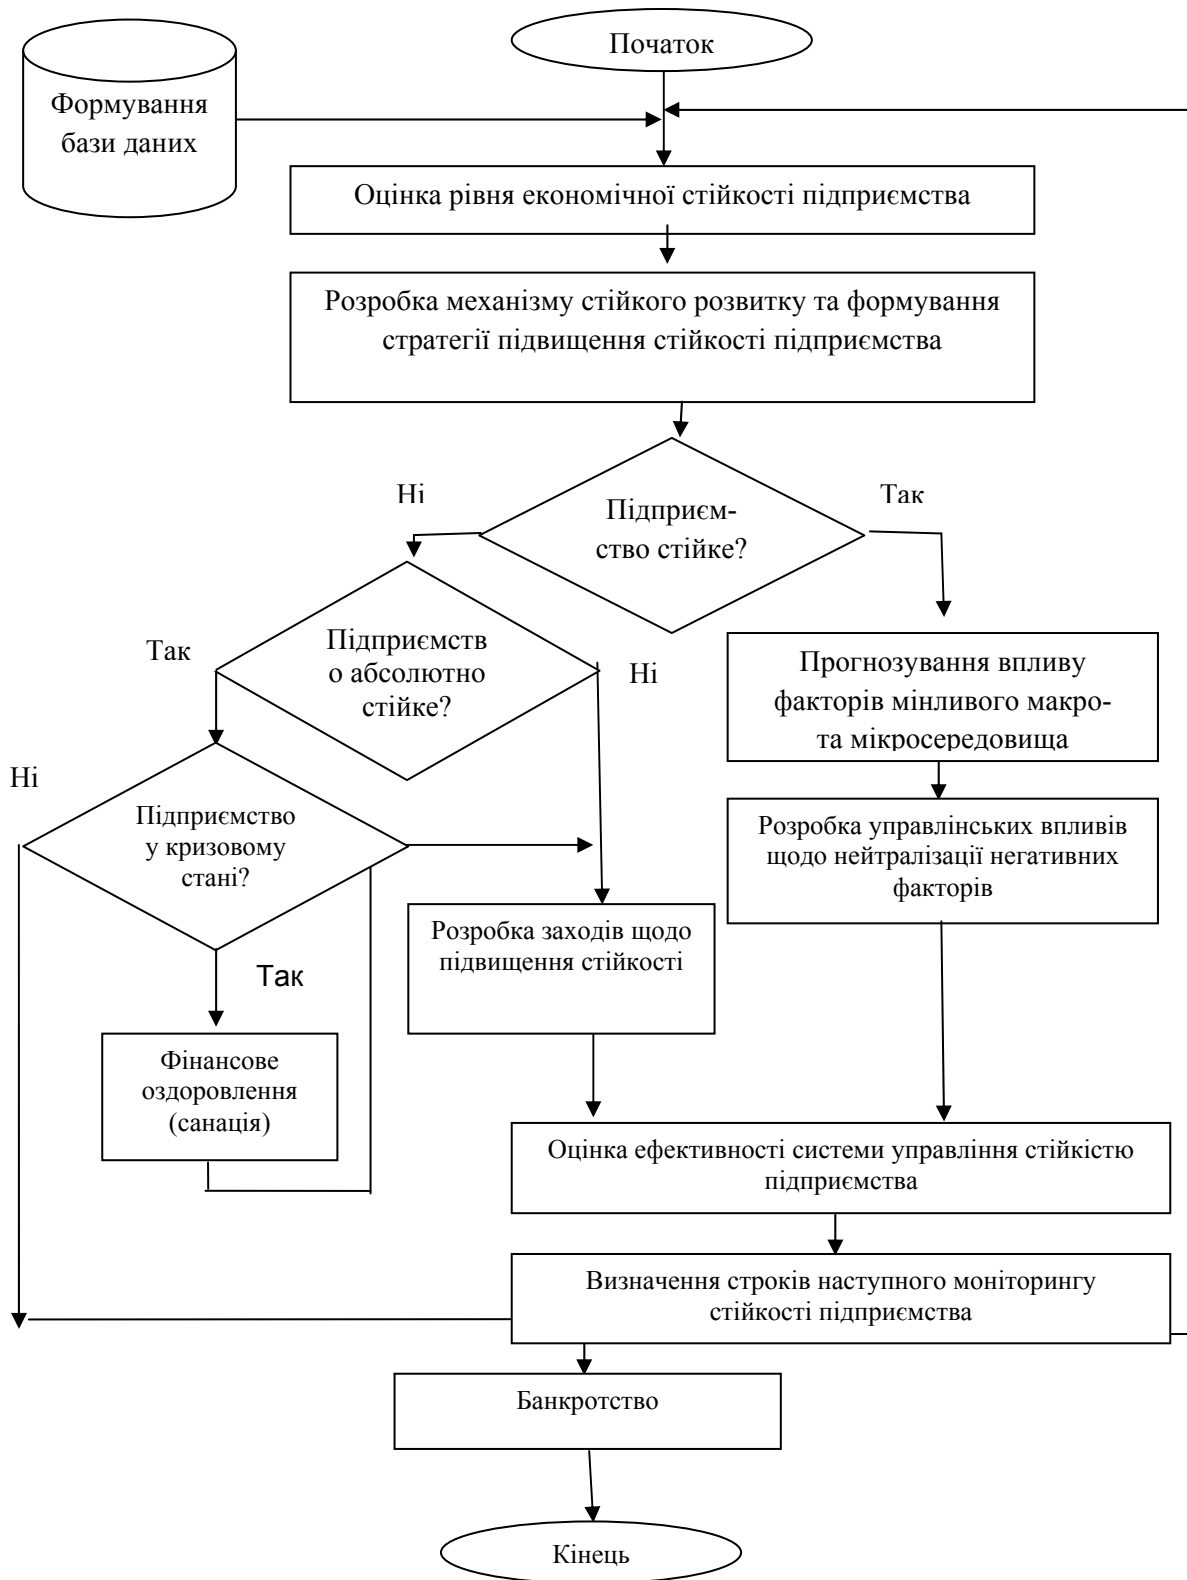 Початок
Формування
бази даних
Оцінка рівня економічної стійкості підприємства
Розробка механізму стійкого розвитку та формування
стратегії підвищення стійкості підприємства
Ні
Так
Підприєм-
ство стійке?
Так
Підприємств
о абсолютно
стійке?
Ні
Прогнозування впливу
факторів мінливого макро-
та мікросередовища
Ні
Підприємство
у кризовому
стані?
Розробка управлінських впливів
щодо нейтралізації негативних
факторів
Розробка заходів щодо
підвищення стійкості
Так
Фінансове
оздоровлення
(санація)
Оцінка ефективності системи управління стійкістю
підприємства
Визначення строків наступного моніторингу
стійкості підприємства
Банкротство
Кінець